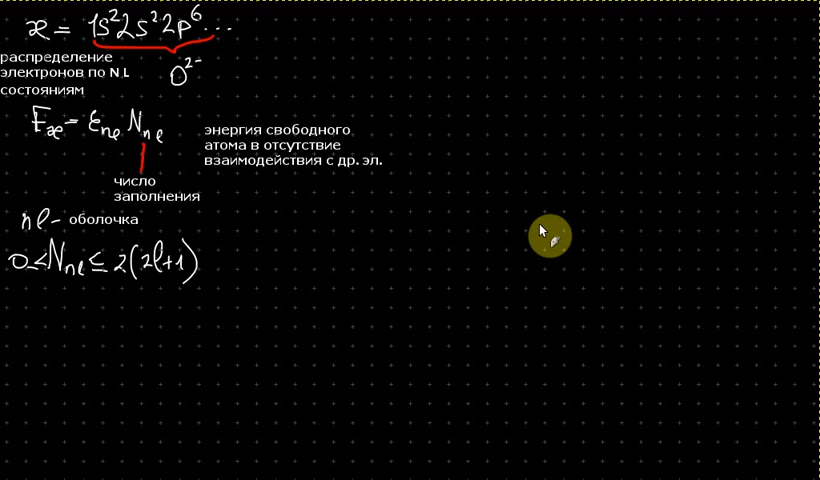 æ = 1s²2s²2p⁶...
распределение
электронов по N L
состояниям
O²⁻
Eæ = εnℓ Nnℓ
энергия свободного
атома в отсутствие
взаимодействия с др. эл.
число
заполнения
nℓ - оболочка
0 ≤ Nnℓ ≤ 2(2ℓ+1)